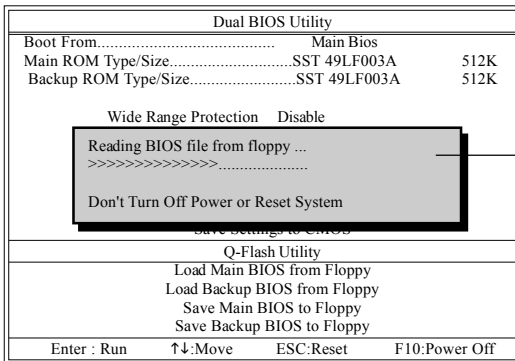 Dual BIOS Utility
Boot From.......................................... Main Bios
Main ROM Type/Size.............................SST 49LF003A 512K
Backup ROM Type/Size.........................SST 49LF003A 512K
Wide Range Protection Disable
Reading BIOS file from floppy ...
>>>>>>>>>>>>>>.....................
Don't Turn Off Power or Reset System
Save Settings to CMOS
Q-Flash Utility
Load Main BIOS from Floppy
Load Backup BIOS from Floppy
Save Main BIOS to Floppy
Save Backup BIOS to Floppy
Enter : Run ↑↓:Move ESC:Reset F10:Power Off